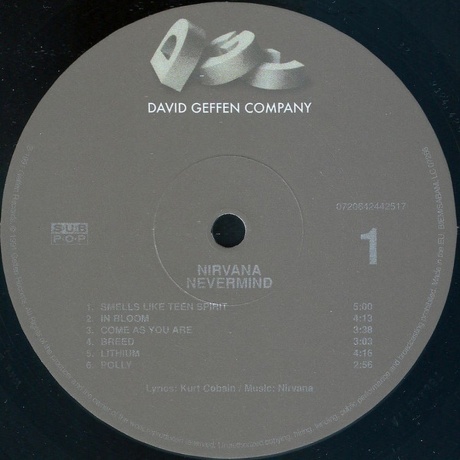 DGC
DAVID GEFFEN COMPANY
SUB
POP
0720642442517
1
NIRVANA
NEVERMIND
1. SMELLS LIKE TEEN SPIRIT 5:00
2. IN BLOOM 4:13
3. COME AS YOU ARE 3:38
4. BREED 3:03
5. LITHIUM 4:16
6. POLLY 2:56
Lyrics: Kurt Cobain / Music: Nirvana